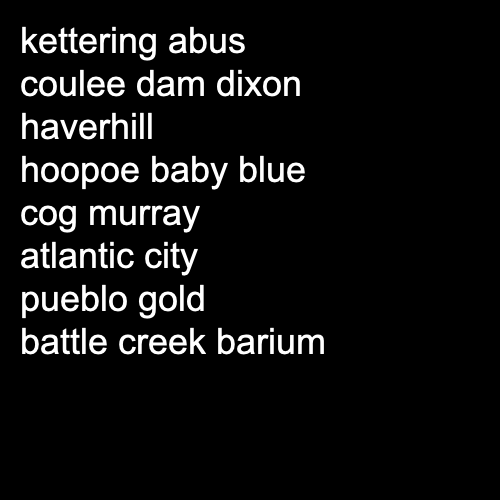 kettering abus
coulee dam dixon
haverhill
hoopoe baby blue
cog murray
atlantic city
pueblo gold
battle creek barium